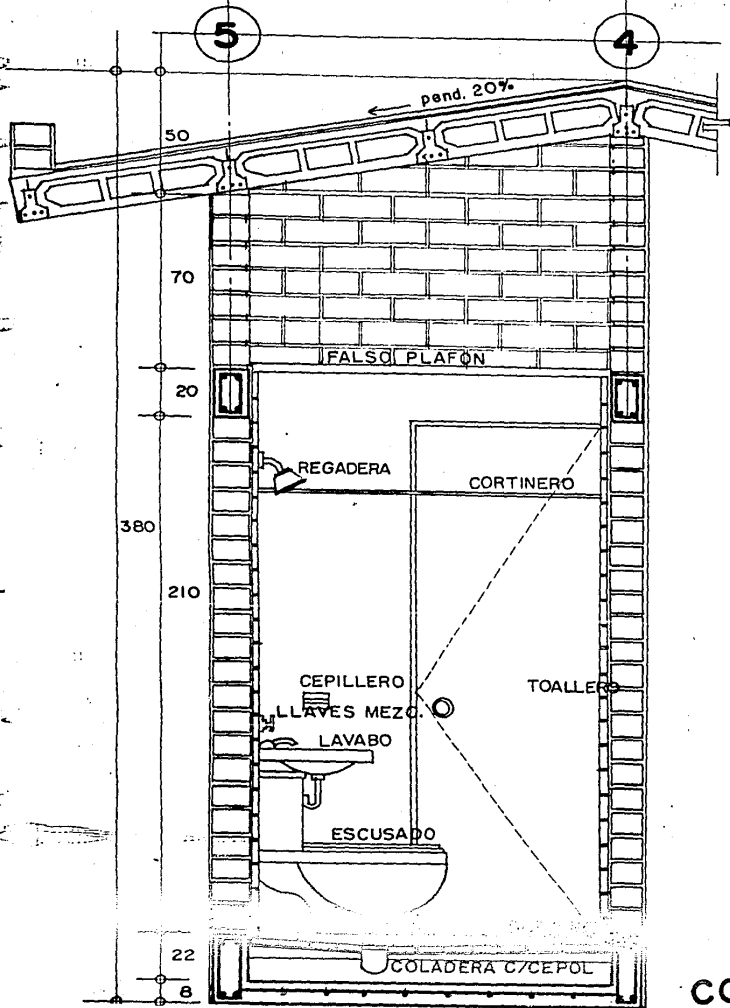 5
4
pend. 20%
50
70
FALSO PLAFON
20
REGADERA
CORTINERO
380
210
CEPILLERO
TOALLERO
LLAVES MEZC.
LAVABO
ESCUSADO
22
COLADERA C/CEPOL
8
CO